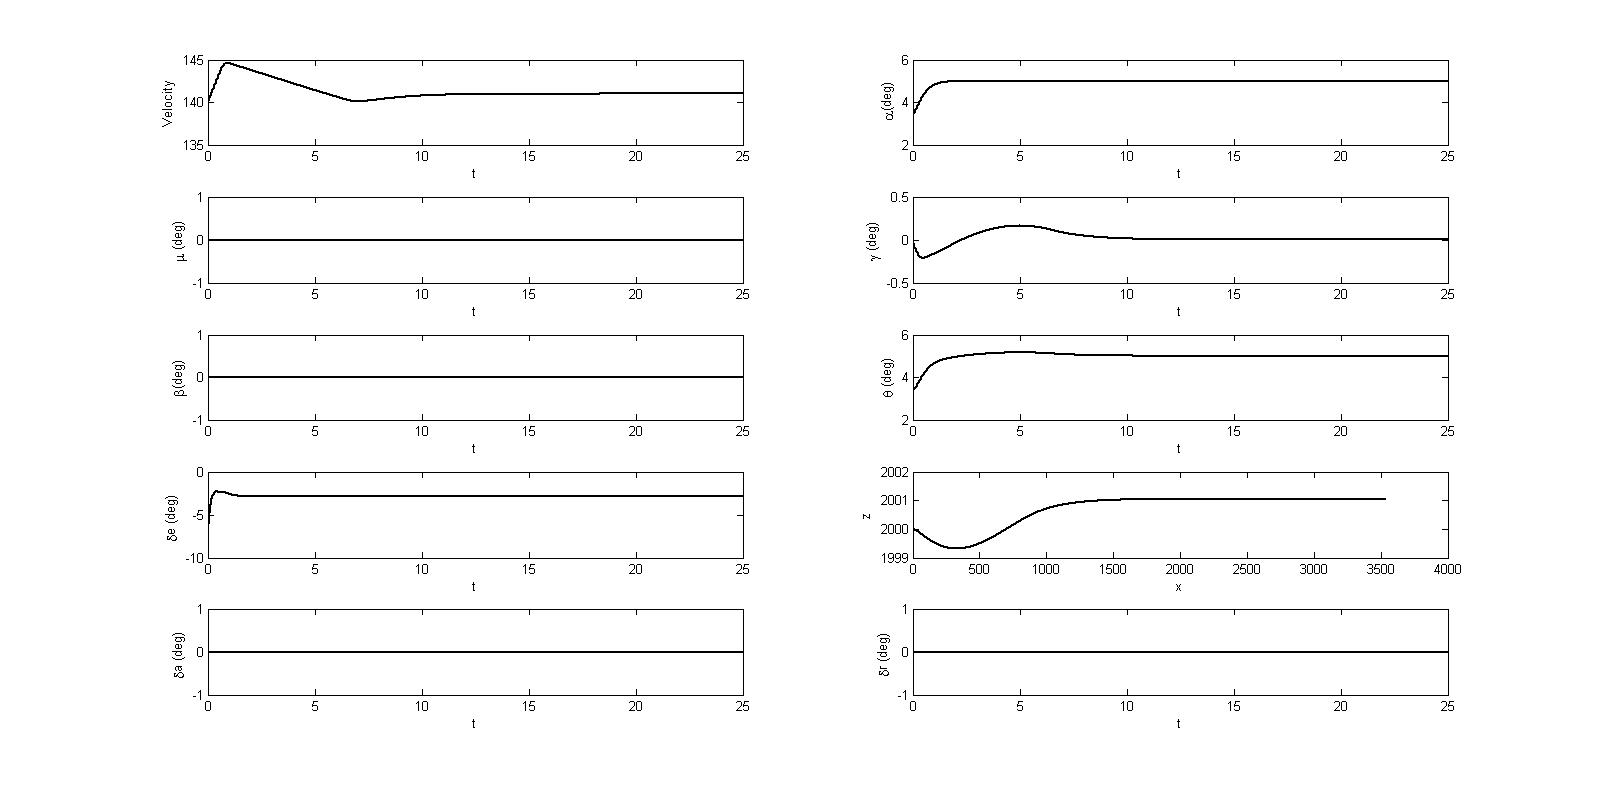 145
140
135
Velocity
0 5 10 15 20 25
t
6
4
2
α(deg)
0 5 10 15 20 25
t
1
0
-1
μ (deg)
0 5 10 15 20 25
t
0.5
0
-0.5
γ (deg)
0 5 10 15 20 25
t
1
0
-1
β(deg)
0 5 10 15 20 25
t
6
4
2
θ (deg)
0 5 10 15 20 25
t
0
-5
-10
δe (deg)
0 5 10 15 20 25
t
2002
2001
2000
1999
z
0 500 1000 1500 2000 2500 3000 3500 4000
x
1
0
-1
δa (deg)
0 5 10 15 20 25
t
1
0
-1
δr (deg)
0 5 10 15 20 25
t